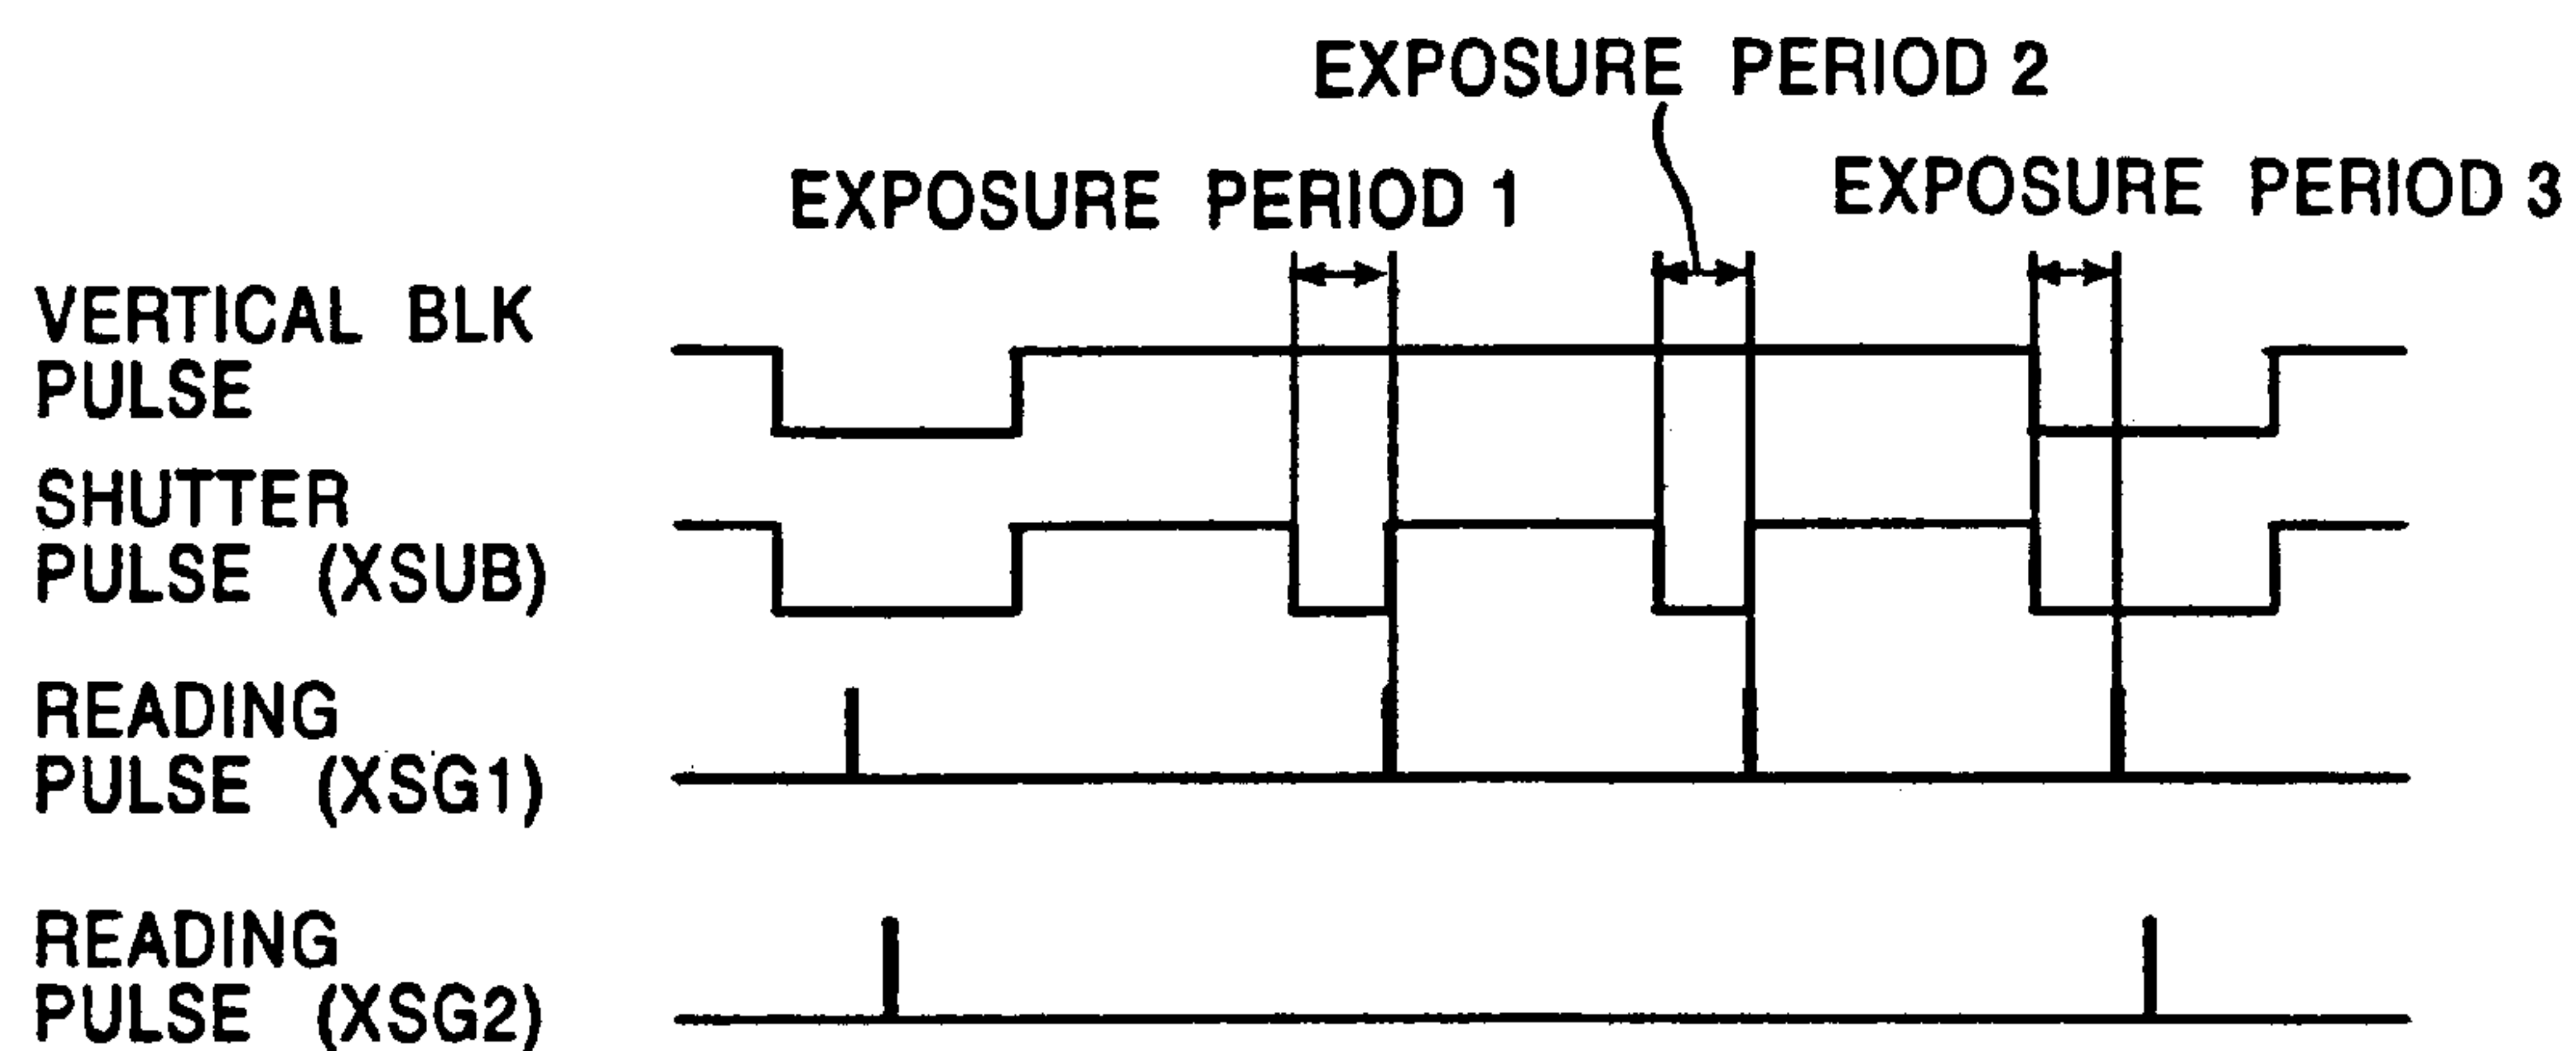 EXPOSURE PERIOD 2
EXPOSURE PERIOD 1
EXPOSURE PERIOD 3
VERTICAL BLK
PULSE
SHUTTER
PULSE (XSUB)
READING
PULSE (XSG1)
READING
PULSE (XSG2)